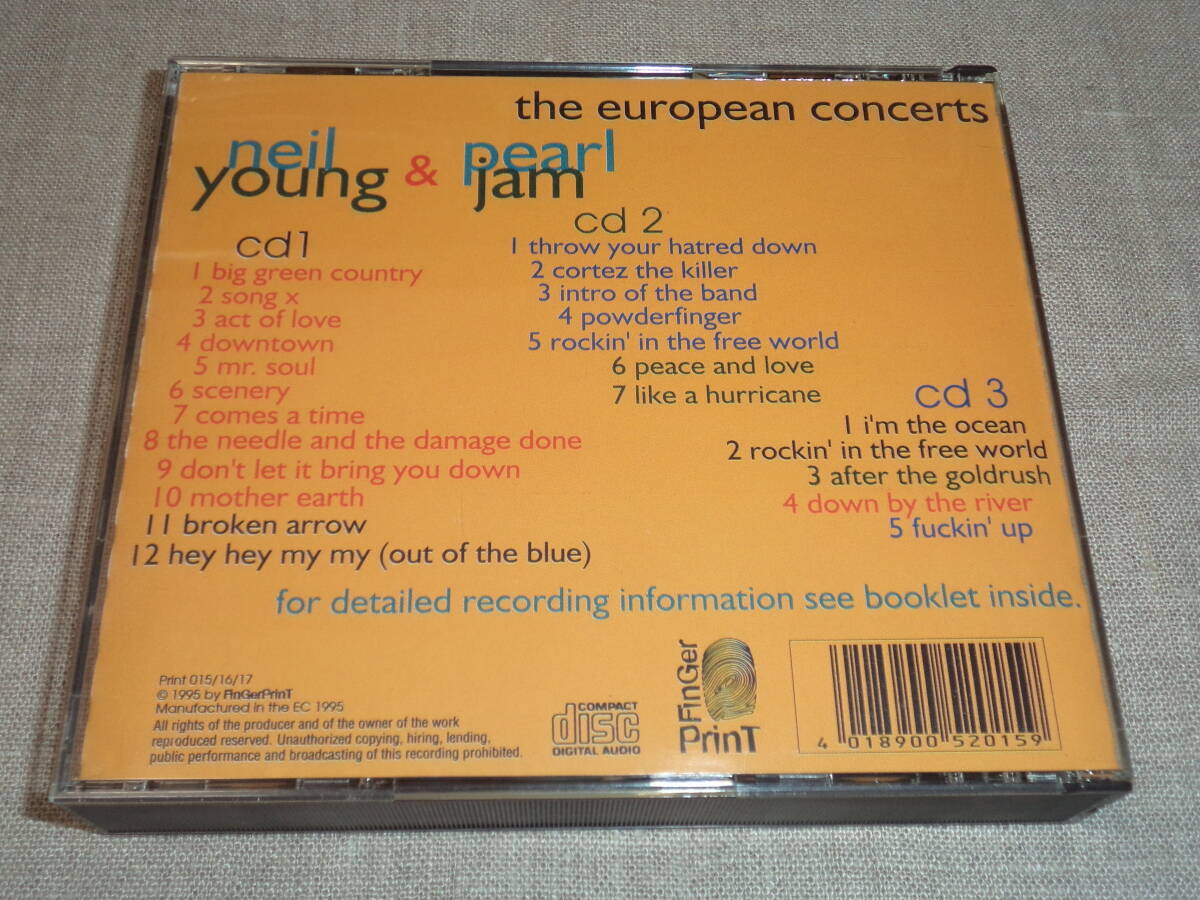 the european concerts
neil
young & pearl
jam
cd1
1 big green country
2 song x
3 act of love
4 downtown
5 mr. soul
6 scenery
7 comes a time
8 the needle and the damage done
9 don't let it bring you down
10 mother earth
11 broken arrow
12 hey hey my my (out of the blue)
cd 2
1 throw your hatred down
2 cortez the killer
3 intro of the band
4 powderfinger
5 rockin' in the free world
6 peace and love
7 like a hurricane
cd 3
1 i'm the ocean
2 rockin' in the free world
3 after the goldrush
4 down by the river
5 fuckin' up
for detailed recording information see booklet inside.
Print 015/16/17
© 1995 by FinGerPrinT
Manufactured in the EC 1995
All rights of the producer and of the owner of the work
reproduced reserved. Unauthorized copying, hiring, lending,
public performance and broadcasting of this recording prohibited.
COMPACT
disc
DIGITAL AUDIO
FinGer
PrinT
4 018900 520159